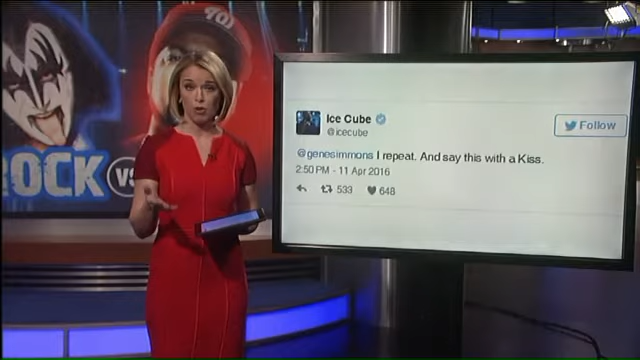 ROCK
VS
Ice Cube
@icecube
Follow
@genesimmons I repeat. And say this with a Kiss.
2:50 PM - 11 Apr 2016
533
648